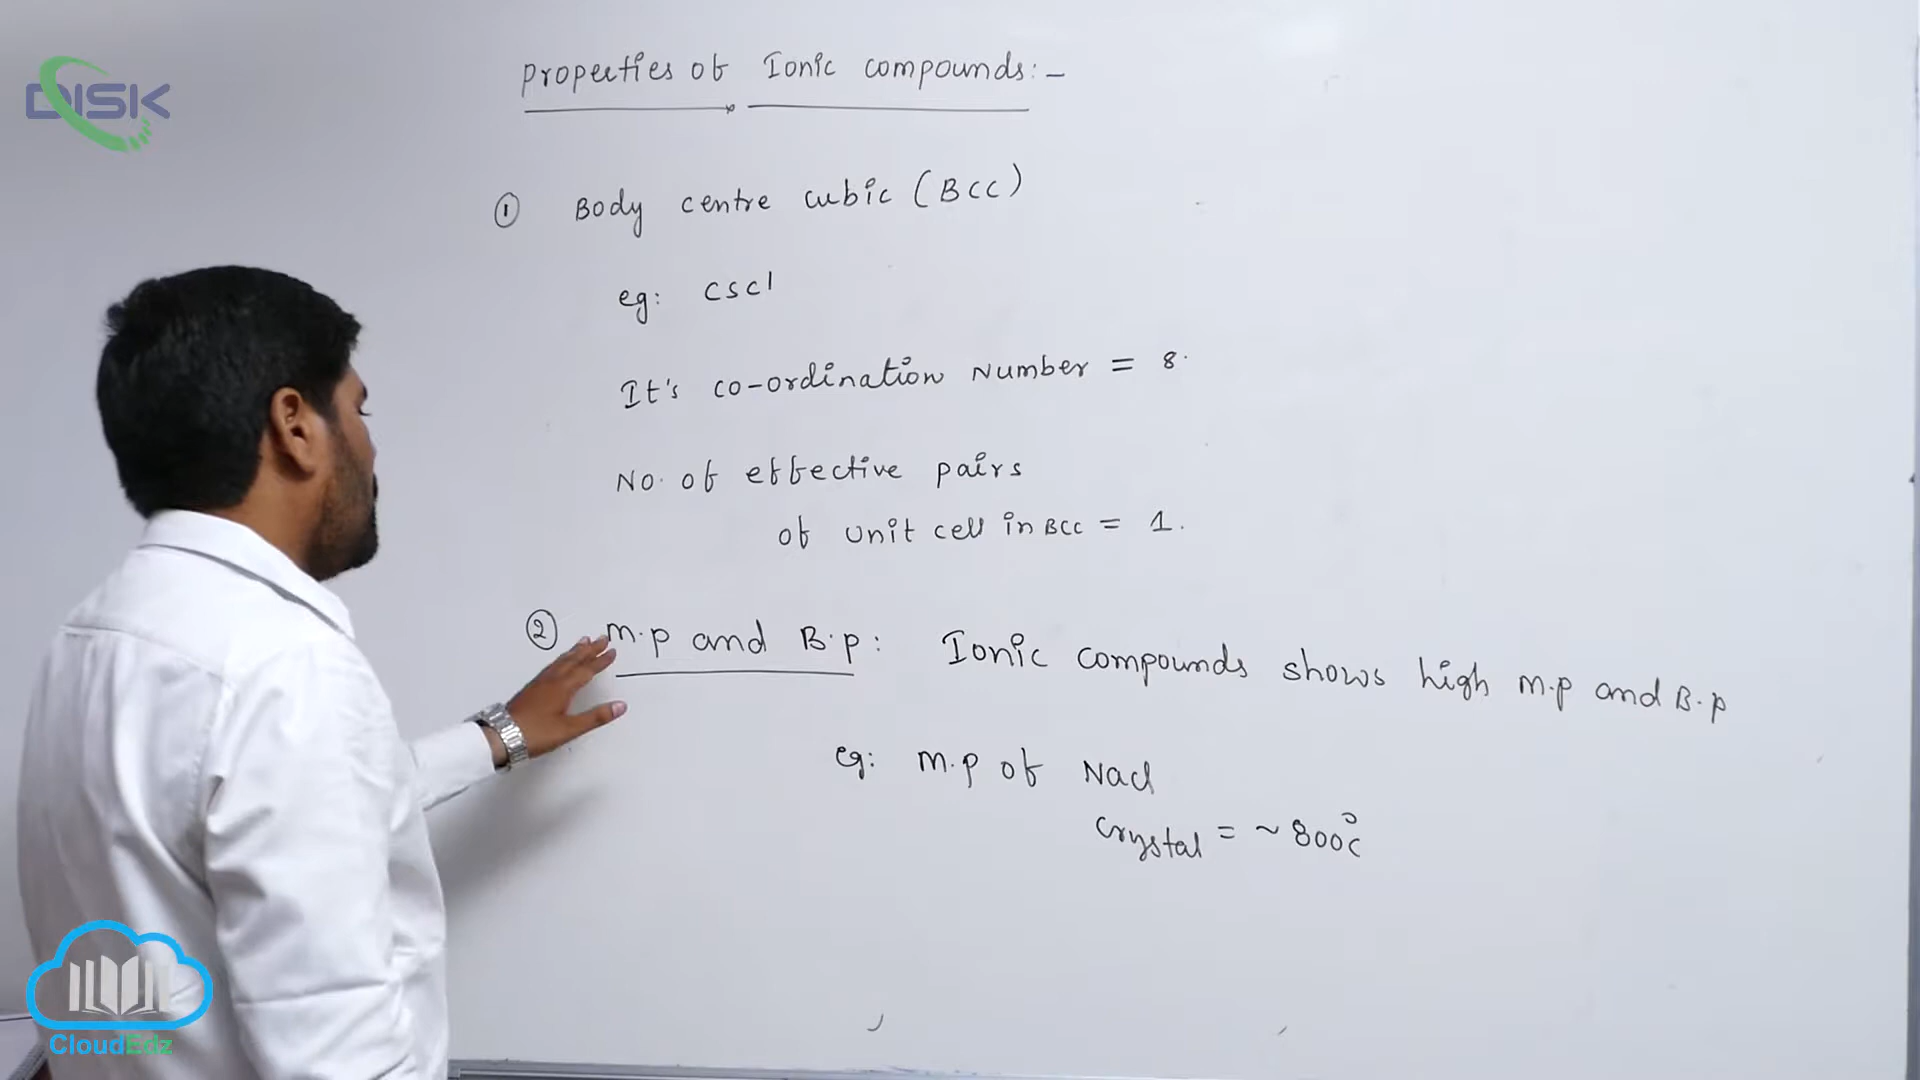 DISK
Properties of Ionic compounds:-
① Body centre cubic (BCC)
eg: CsCl
It's co-ordination Number = 8.
No. of effective pairs
of unit cell in BCC = 1.
② M.p and B.p: Ionic compounds shows high M.p and B.p
eg: M.p of NaCl
crystal = ~ 800°C
CloudEdz